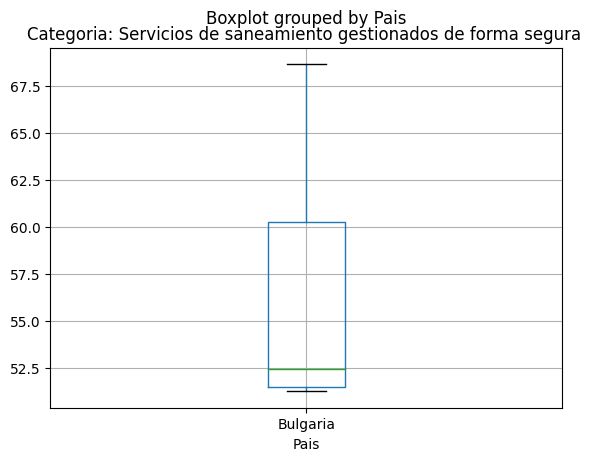 Boxplot grouped by Pais
Categoria: Servicios de saneamiento gestionados de forma segura
67.5
65.0
62.5
60.0
57.5
55.0
52.5
Bulgaria
Pais